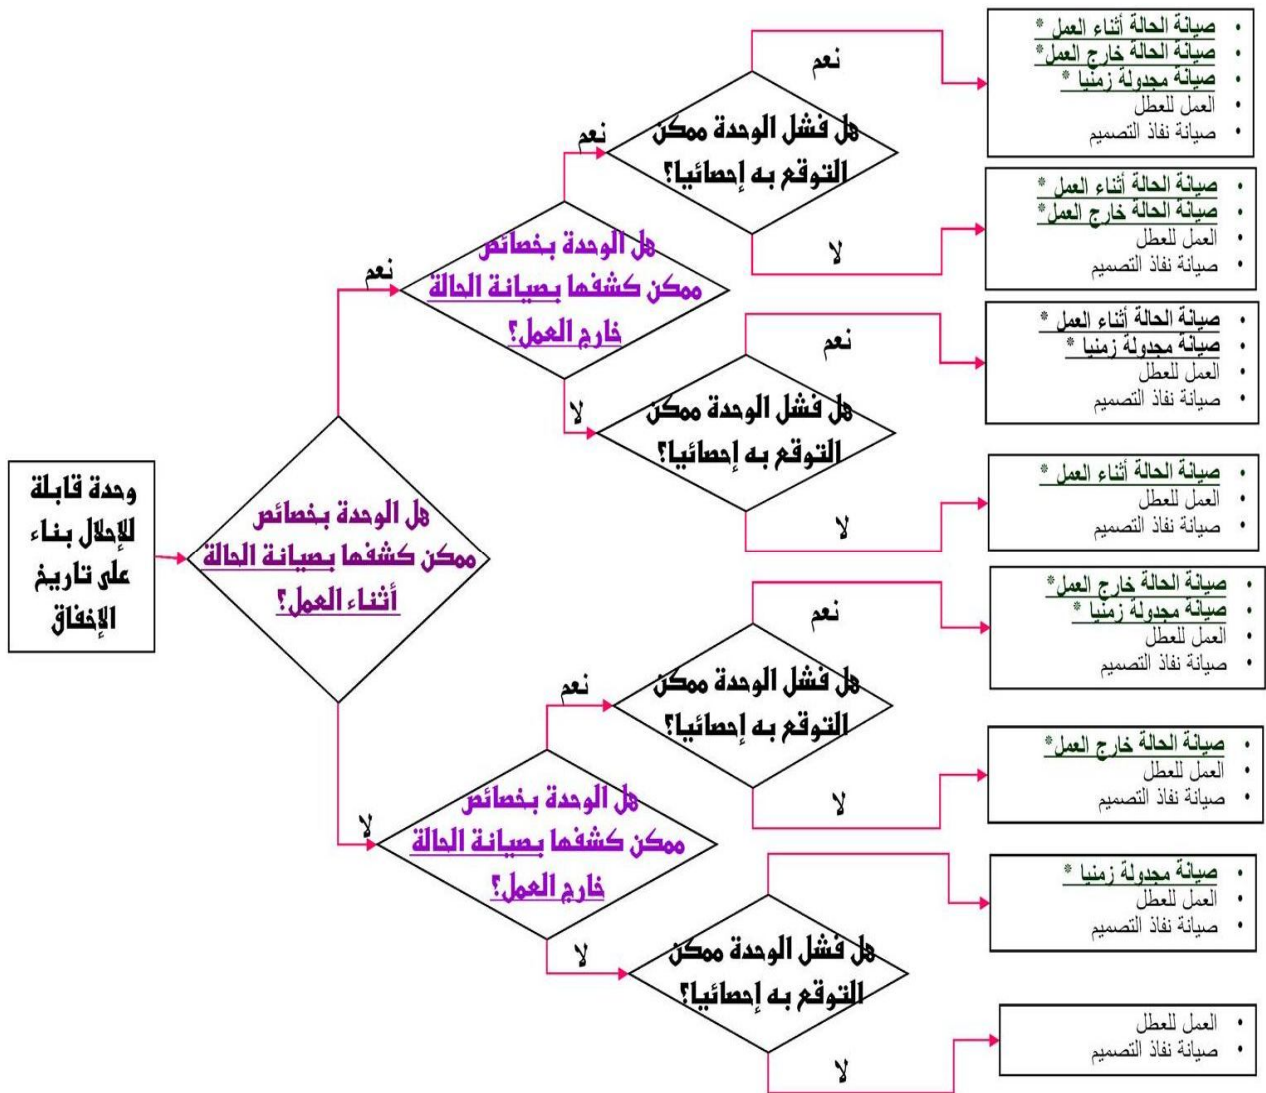 وحدة قابلة
للإحلال بناء
على تاريخ
الإخفاق
هل الوحدة بخصائص
ممكن كشفها بصيانة الحالة
أثناء العمل؟
نعم
هل الوحدة بخصائص
ممكن كشفها بصيانة الحالة
خارج العمل؟
نعم
هل فشل الوحدة ممكن
التوقع به إحصائيا؟
نعم
• صيانة الحالة أثناء العمل *
• صيانة الحالة خارج العمل*
• صيانة مجدولة زمنيا *
• العمل للعطل
• صيانة نفاذ التصميم
لا
• صيانة الحالة أثناء العمل *
• صيانة الحالة خارج العمل*
• العمل للعطل
• صيانة نفاذ التصميم
لا
هل فشل الوحدة ممكن
التوقع به إحصائيا؟
نعم
• صيانة الحالة أثناء العمل *
• صيانة مجدولة زمنيا *
• العمل للعطل
• صيانة نفاذ التصميم
لا
• صيانة الحالة أثناء العمل *
• العمل للعطل
• صيانة نفاذ التصميم
لا
هل الوحدة بخصائص
ممكن كشفها بصيانة الحالة
خارج العمل؟
نعم
هل فشل الوحدة ممكن
التوقع به إحصائيا؟
نعم
• صيانة الحالة خارج العمل*
• صيانة مجدولة زمنيا *
• العمل للعطل
• صيانة نفاذ التصميم
لا
• صيانة الحالة خارج العمل*
• العمل للعطل
• صيانة نفاذ التصميم
لا
هل فشل الوحدة ممكن
التوقع به إحصائيا؟
• صيانة مجدولة زمنيا *
• العمل للعطل
• صيانة نفاذ التصميم
لا
• العمل للعطل
• صيانة نفاذ التصميم